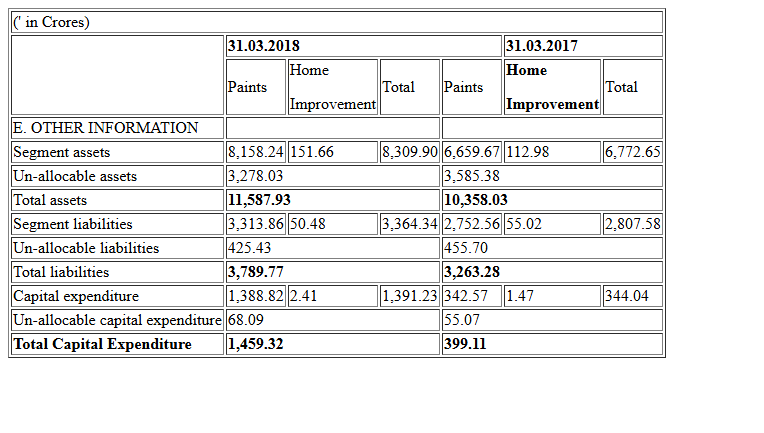 (' in Crores)
31.03.2018 31.03.2017
Paints Home Improvement Total Paints Home Improvement Total
E. OTHER INFORMATION
Segment assets 8,158.24 151.66 8,309.90 6,659.67 112.98 6,772.65
Un-allocable assets 3,278.03 3,585.38
Total assets 11,587.93 10,358.03
Segment liabilities 3,313.86 50.48 3,364.34 2,752.56 55.02 2,807.58
Un-allocable liabilities 425.43 455.70
Total liabilities 3,789.77 3,263.28
Capital expenditure 1,388.82 2.41 1,391.23 342.57 1.47 344.04
Un-allocable capital expenditure 68.09 55.07
Total Capital Expenditure 1,459.32 399.11